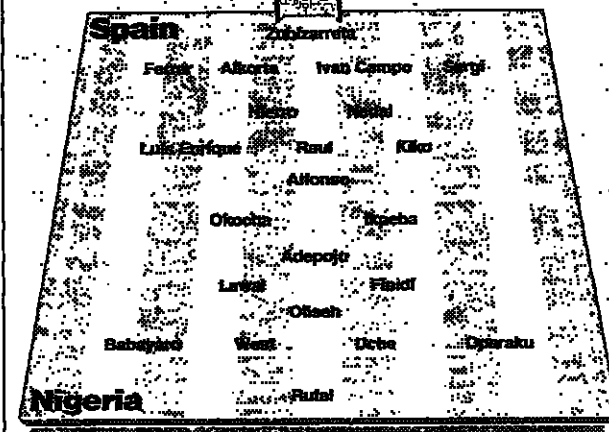 Spain
Zubizarreta
Ferrer Alkorta Ivan Campo Sergi
Hierro Nadal
Luis Enrique Raul Kiko
Alfonso
Okocha Ikpeba
Adepoju
Lawal Finidi
Oliseh
Babayaro West Uche Oparaku
Nigeria
Rufai